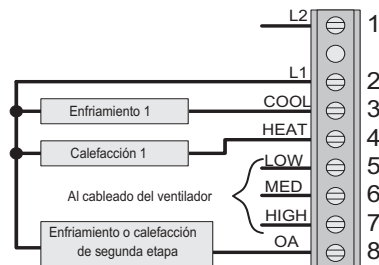 L2 1
L1 2
Enfriamiento 1 COOL 3
HEAT 4
Calefacción 1
LOW 5
Al cableado del ventilador MED 6
HIGH 7
Enfriamiento o calefacción
de segunda etapa
OA 8